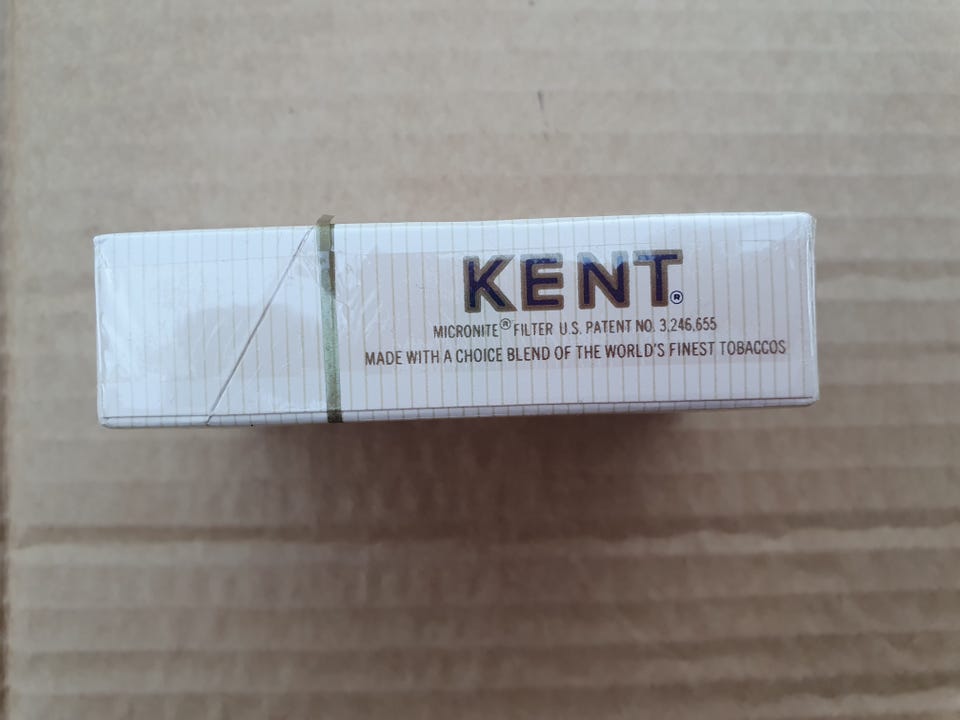 KENT®
MICRONITE® FILTER U.S. PATENT NO. 3,246,655
MADE WITH A CHOICE BLEND OF THE WORLD'S FINEST TOBACCOS